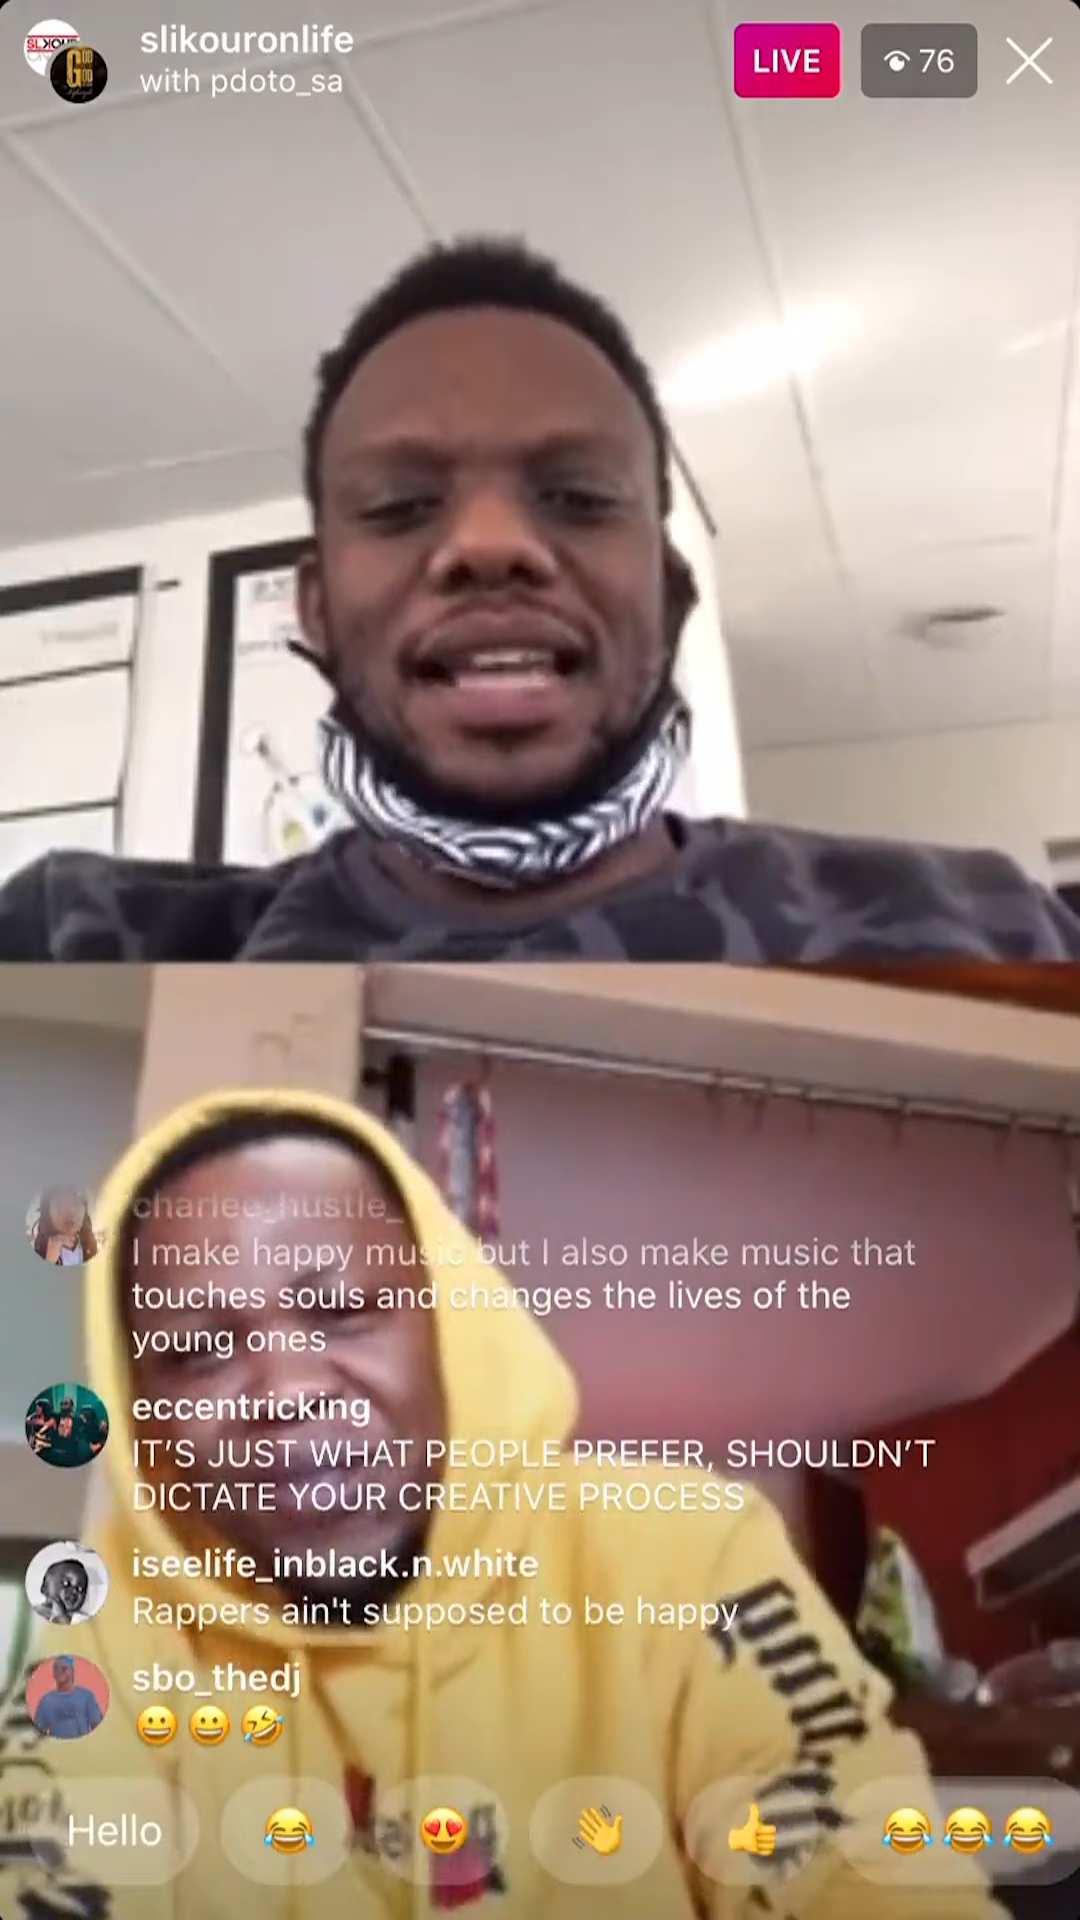 slikouronlife
with pdoto_sa
LIVE
76
charlee_hustle_
I make happy music but I also make music that
touches souls and changes the lives of the
young ones
eccentricking
IT'S JUST WHAT PEOPLE PREFER, SHOULDN'T
DICTATE YOUR CREATIVE PROCESS
iseelife_inblack.n.white
Rappers ain't supposed to be happy
sbo_thedj
😀😀🤣
Hello 😂 😍 👋 👍 😂😂😂